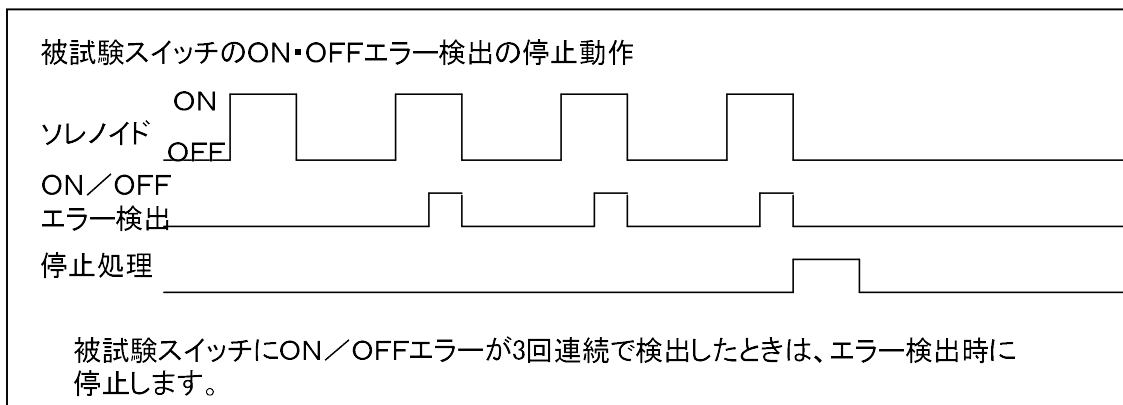 被試験スイッチのON・OFFエラー検出の停止動作
ON
ソレノイド
OFF
ON／OFF
エラー検出
停止処理
被試験スイッチにON／OFFエラーが3回連続で検出したときは、エラー検出時に
停止します。